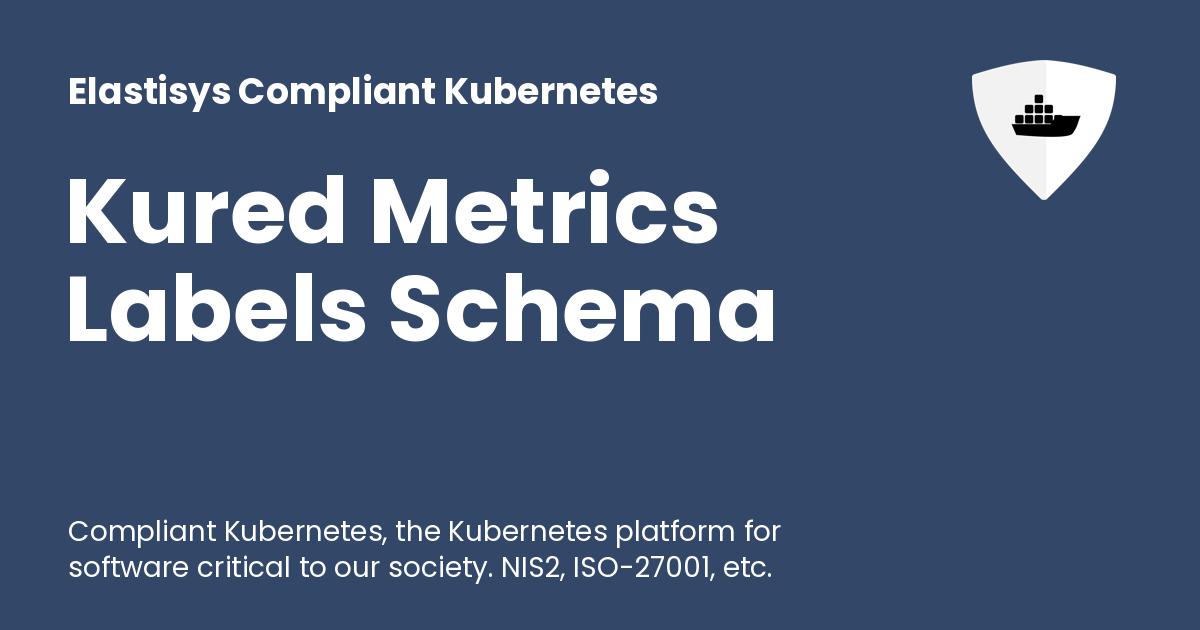 Elastisys Compliant Kubernetes
Kured Metrics
Labels Schema
Compliant Kubernetes, the Kubernetes platform for
software critical to our society. NIS2, ISO-27001, etc.